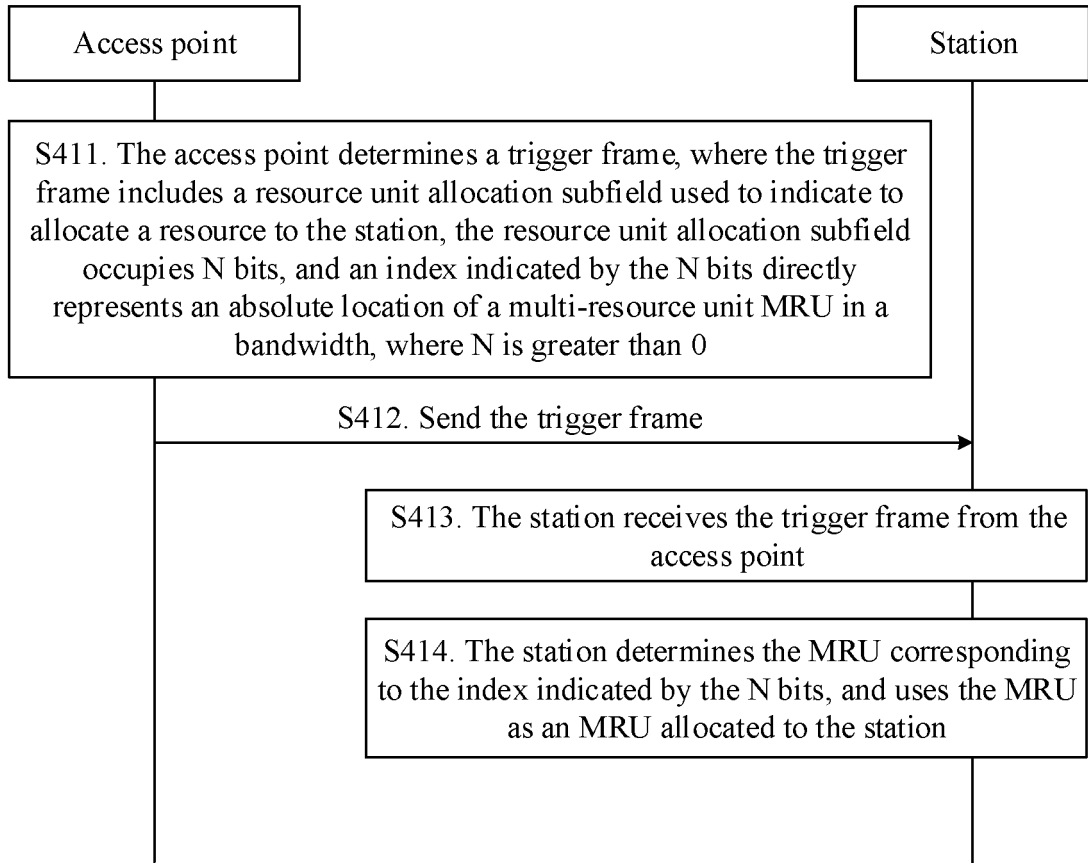 Access point
Station
S411. The access point determines a trigger frame, where the trigger
frame includes a resource unit allocation subfield used to indicate to
allocate a resource to the station, the resource unit allocation subfield
occupies N bits, and an index indicated by the N bits directly
represents an absolute location of a multi-resource unit MRU in a
bandwidth, where N is greater than 0
S412. Send the trigger frame
S413. The station receives the trigger frame from the
access point
S414. The station determines the MRU corresponding
to the index indicated by the N bits, and uses the MRU
as an MRU allocated to the station